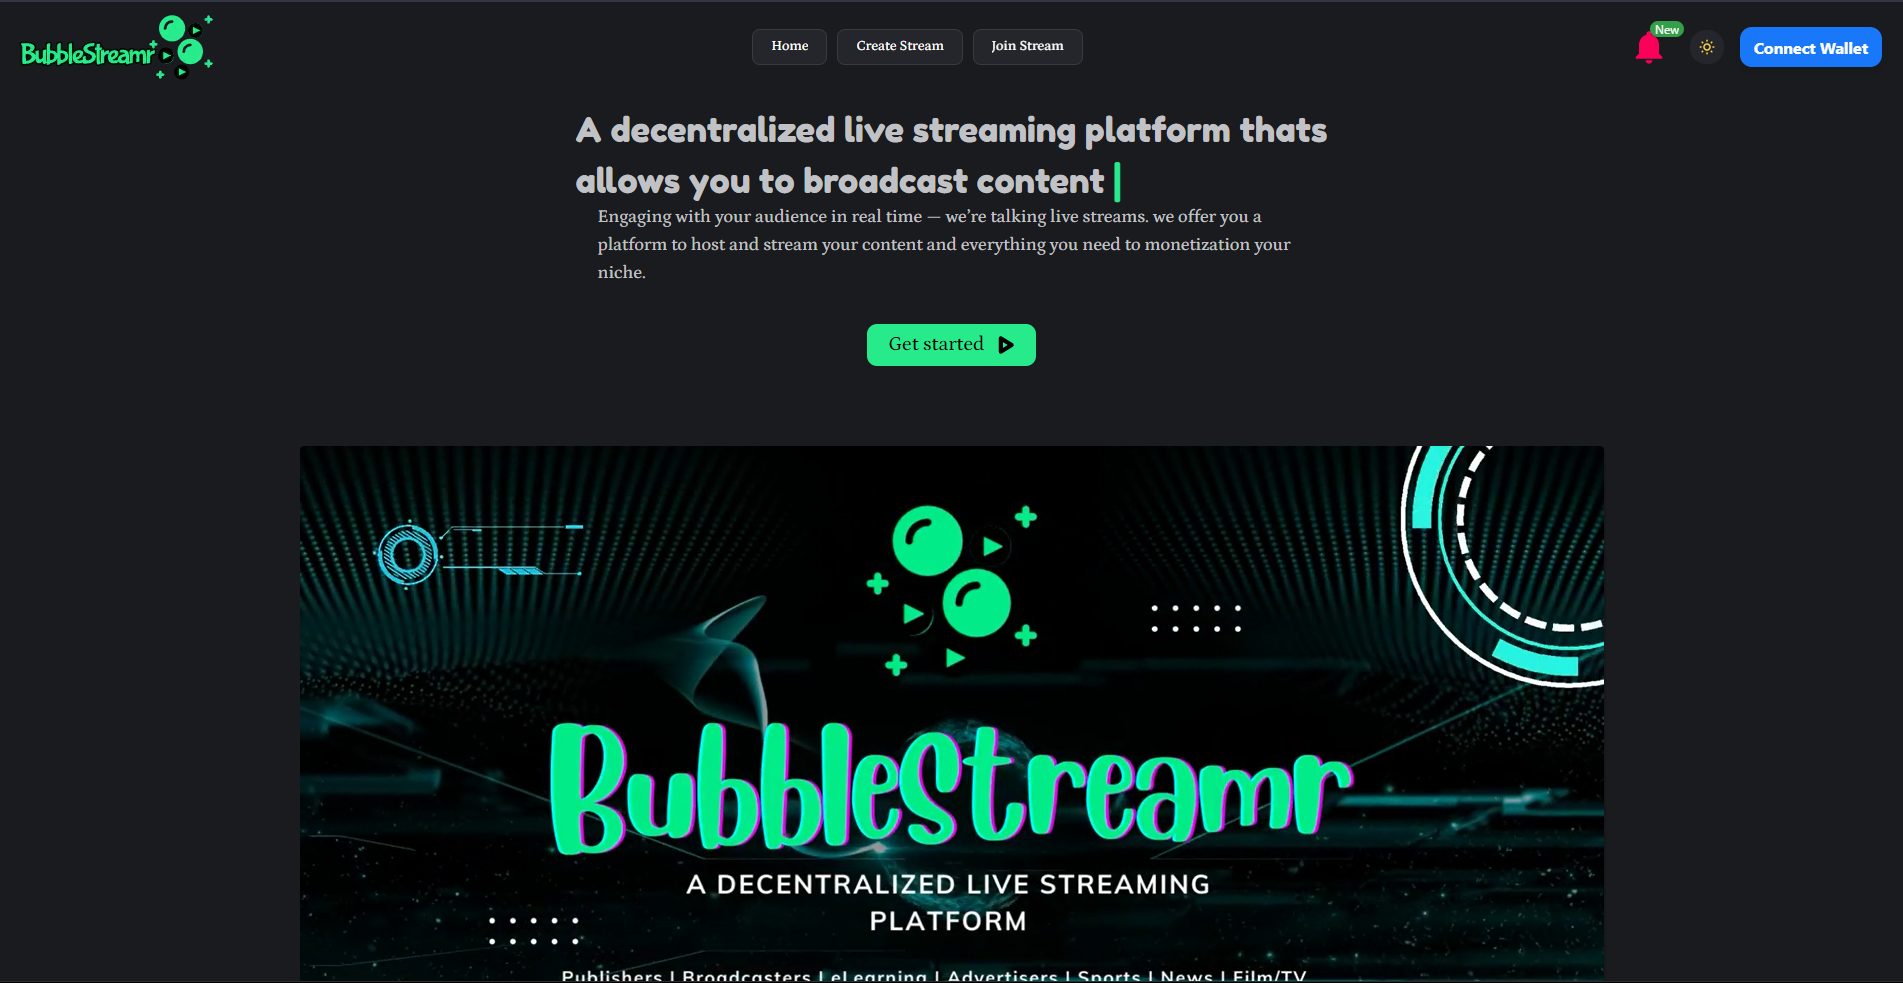 BubbleStreamr
Home
Create Stream
Join Stream
New
Connect Wallet
A decentralized live streaming platform thats
allows you to broadcast content
Engaging with your audience in real time — we’re talking live streams. we offer you a
platform to host and stream your content and everything you need to monetization your
niche.
Get started
BubbleStreamr
A DECENTRALIZED LIVE STREAMING
PLATFORM
Publishers | Broadcasters | eLearning | Advertisers | Sports | News | Film/TV